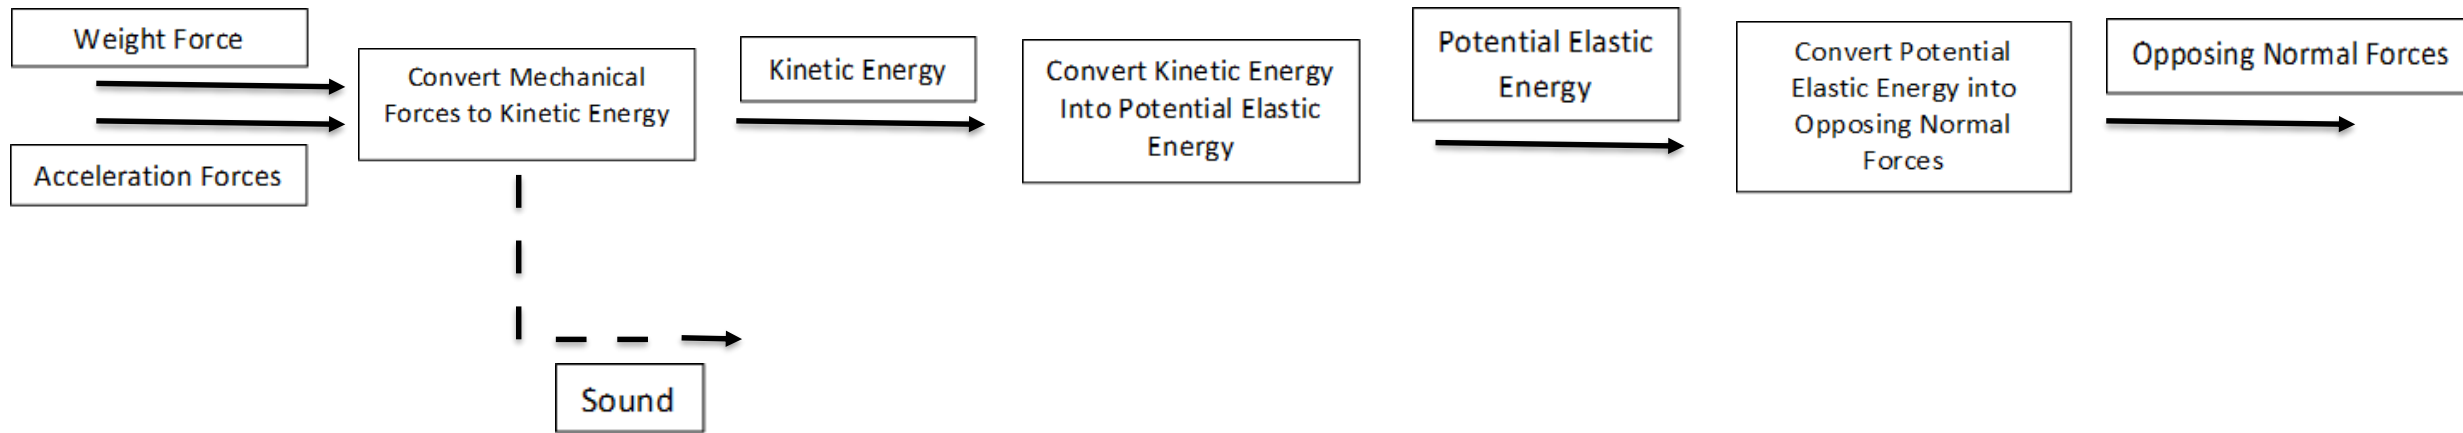 Weight Force
Acceleration Forces
Convert Mechanical
Forces to Kinetic Energy
Sound
Kinetic Energy
Convert Kinetic Energy
Into Potential Elastic
Energy
Potential Elastic
Energy
Convert Potential
Elastic Energy into
Opposing Normal
Forces
Opposing Normal Forces